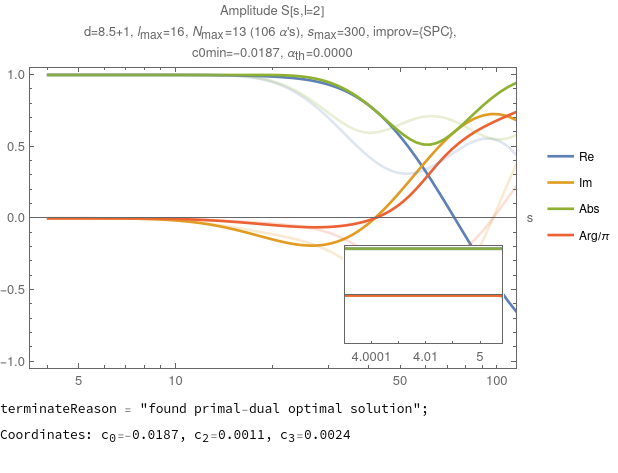 Amplitude S[s,l=2]
d=8.5+1, lmax=16, Nmax=13 (106 α's), smax=300, improv={SPC},
c0min=−0.0187, αth=0.0000
1.0
0.5
0.0
−0.5
−1.0
s
Re
Im
Abs
Arg/π
4.0001 4.01 5
5 10 50 100
terminateReason = "found primal-dual optimal solution";
Coordinates: c0=-0.0187, c2=0.0011, c3=0.0024